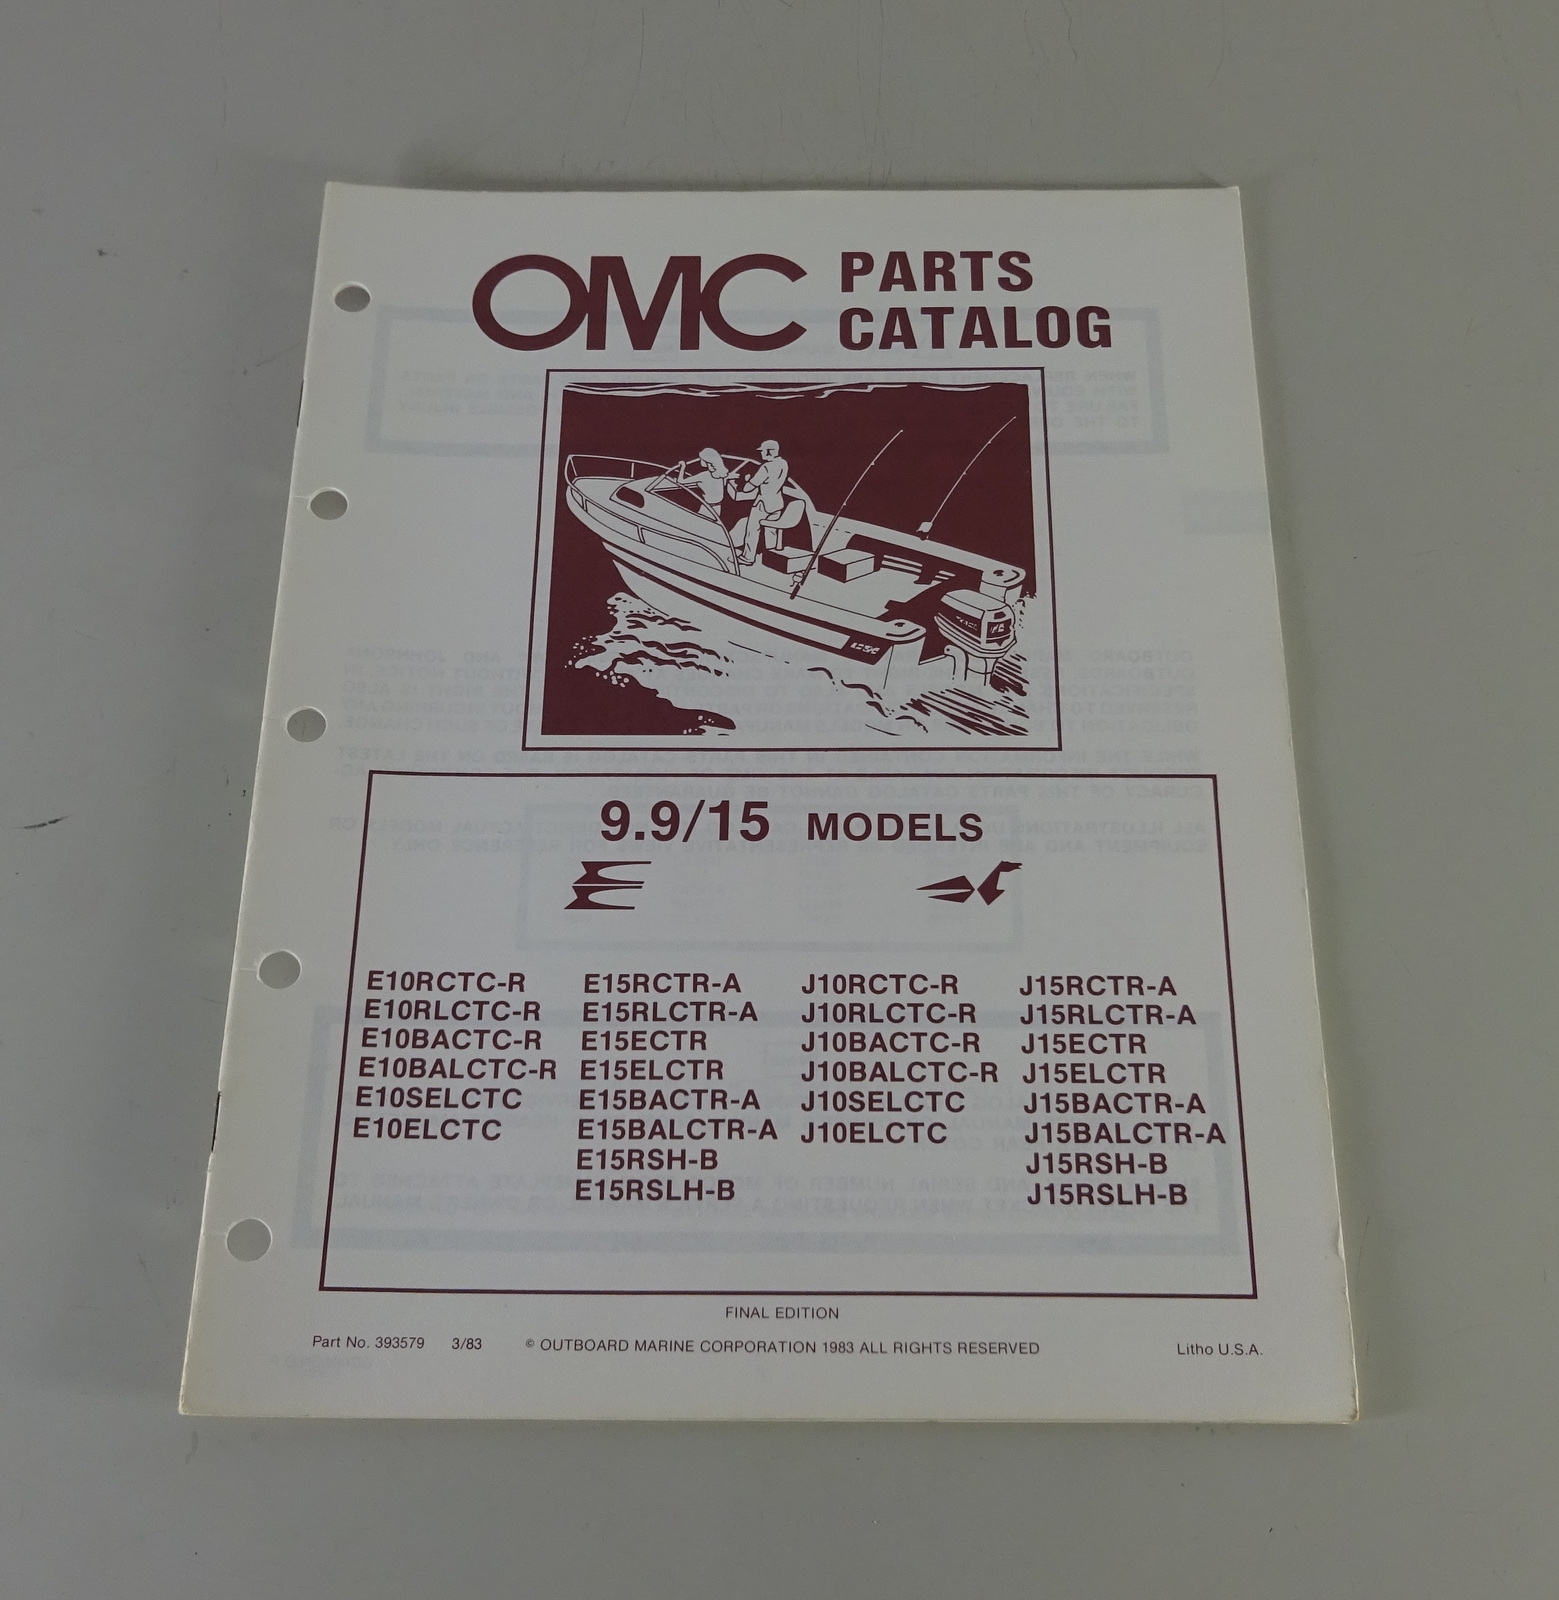 OMC PARTS
CATALOG
9.9/15 MODELS
E10RCTC-R E15RCTR-A J10RCTC-R J15RCTR-A
E10RLCTC-R E15RLCTR-A J10RLCTC-R J15RLCTR-A
E10BACTC-R E15ECTR J10BACTC-R J15ECTR
E10BALCTC-R E15ELCTR J10BALCTC-R J15ELCTR
E10SELCTC E15BACTR-A J10SELCTC J15BACTR-A
E10ELCTC E15BALCTR-A J10ELCTC J15BALCTR-A
E15RSH-B J15RSH-B
E15RSLH-B J15RSLH-B
FINAL EDITION
Part No. 393579 3/83 © OUTBOARD MARINE CORPORATION 1983 ALL RIGHTS RESERVED Litho U.S.A.